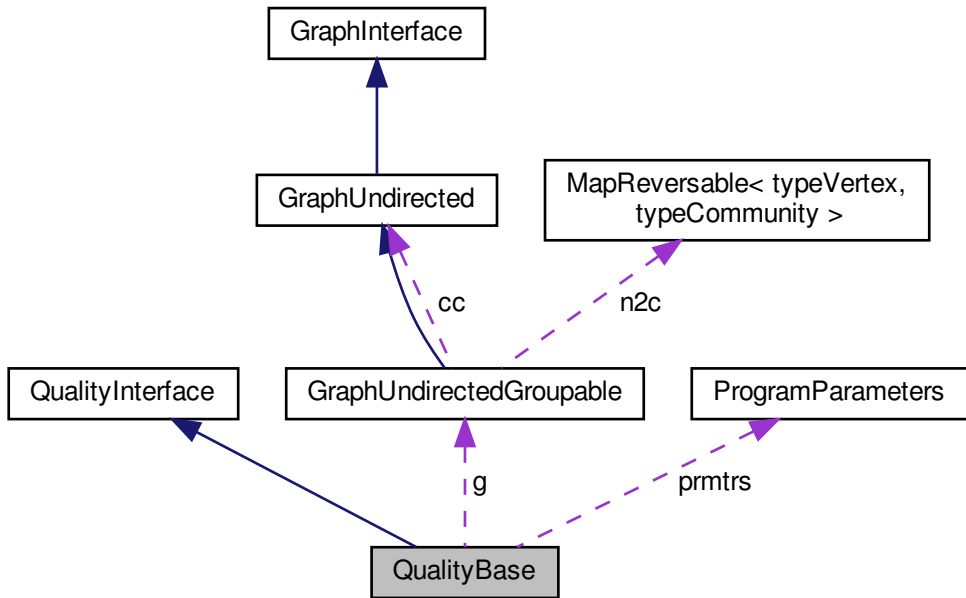 GraphInterface
GraphUndirected
MapReversable< typeVertex,
typeCommunity >
cc
n2c
QualityInterface
GraphUndirectedGroupable
ProgramParameters
g
prmtrs
QualityBase